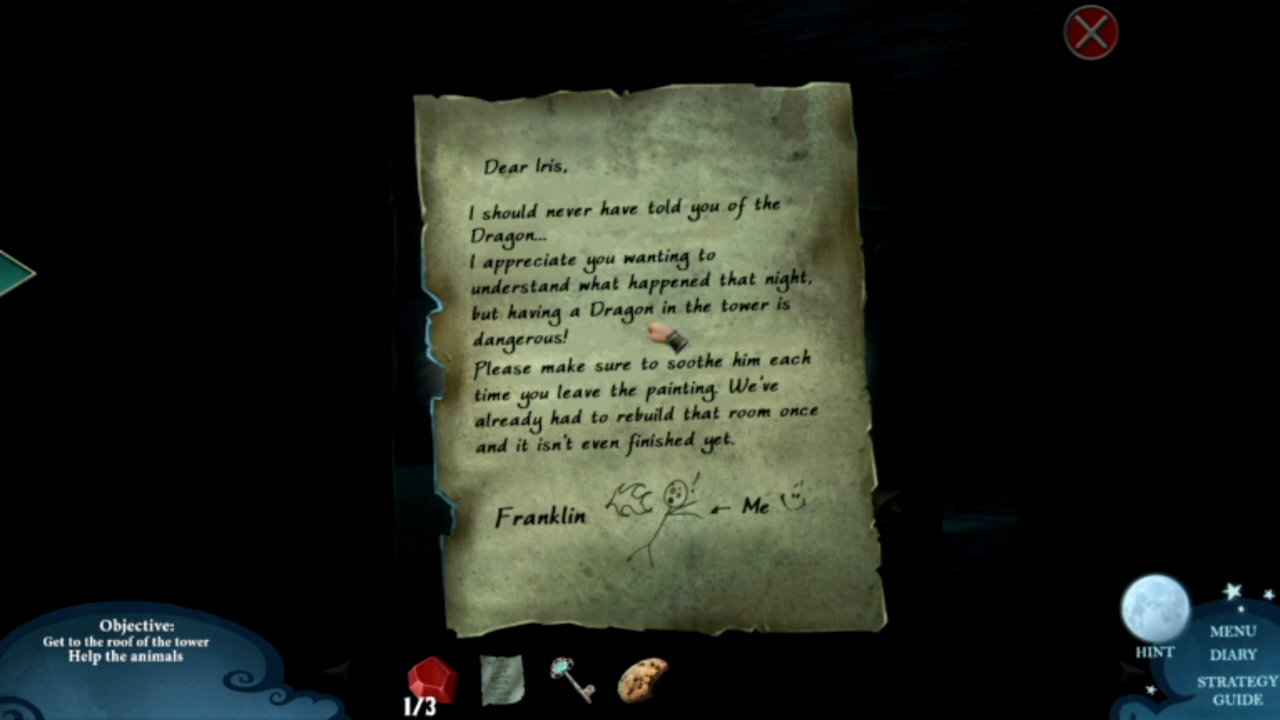 Dear Iris,
I should never have told you of the
Dragon...
I appreciate you wanting to
understand what happened that night,
but having a Dragon in the tower is
dangerous!
Please make sure to soothe him each
time you leave the painting. We've
already had to rebuild that room once
and it isn't even finished yet.
Franklin
← Me
Objective:
Get to the roof of the tower
Help the animals
1/3
HINT
MENU
DIARY
STRATEGY
GUIDE